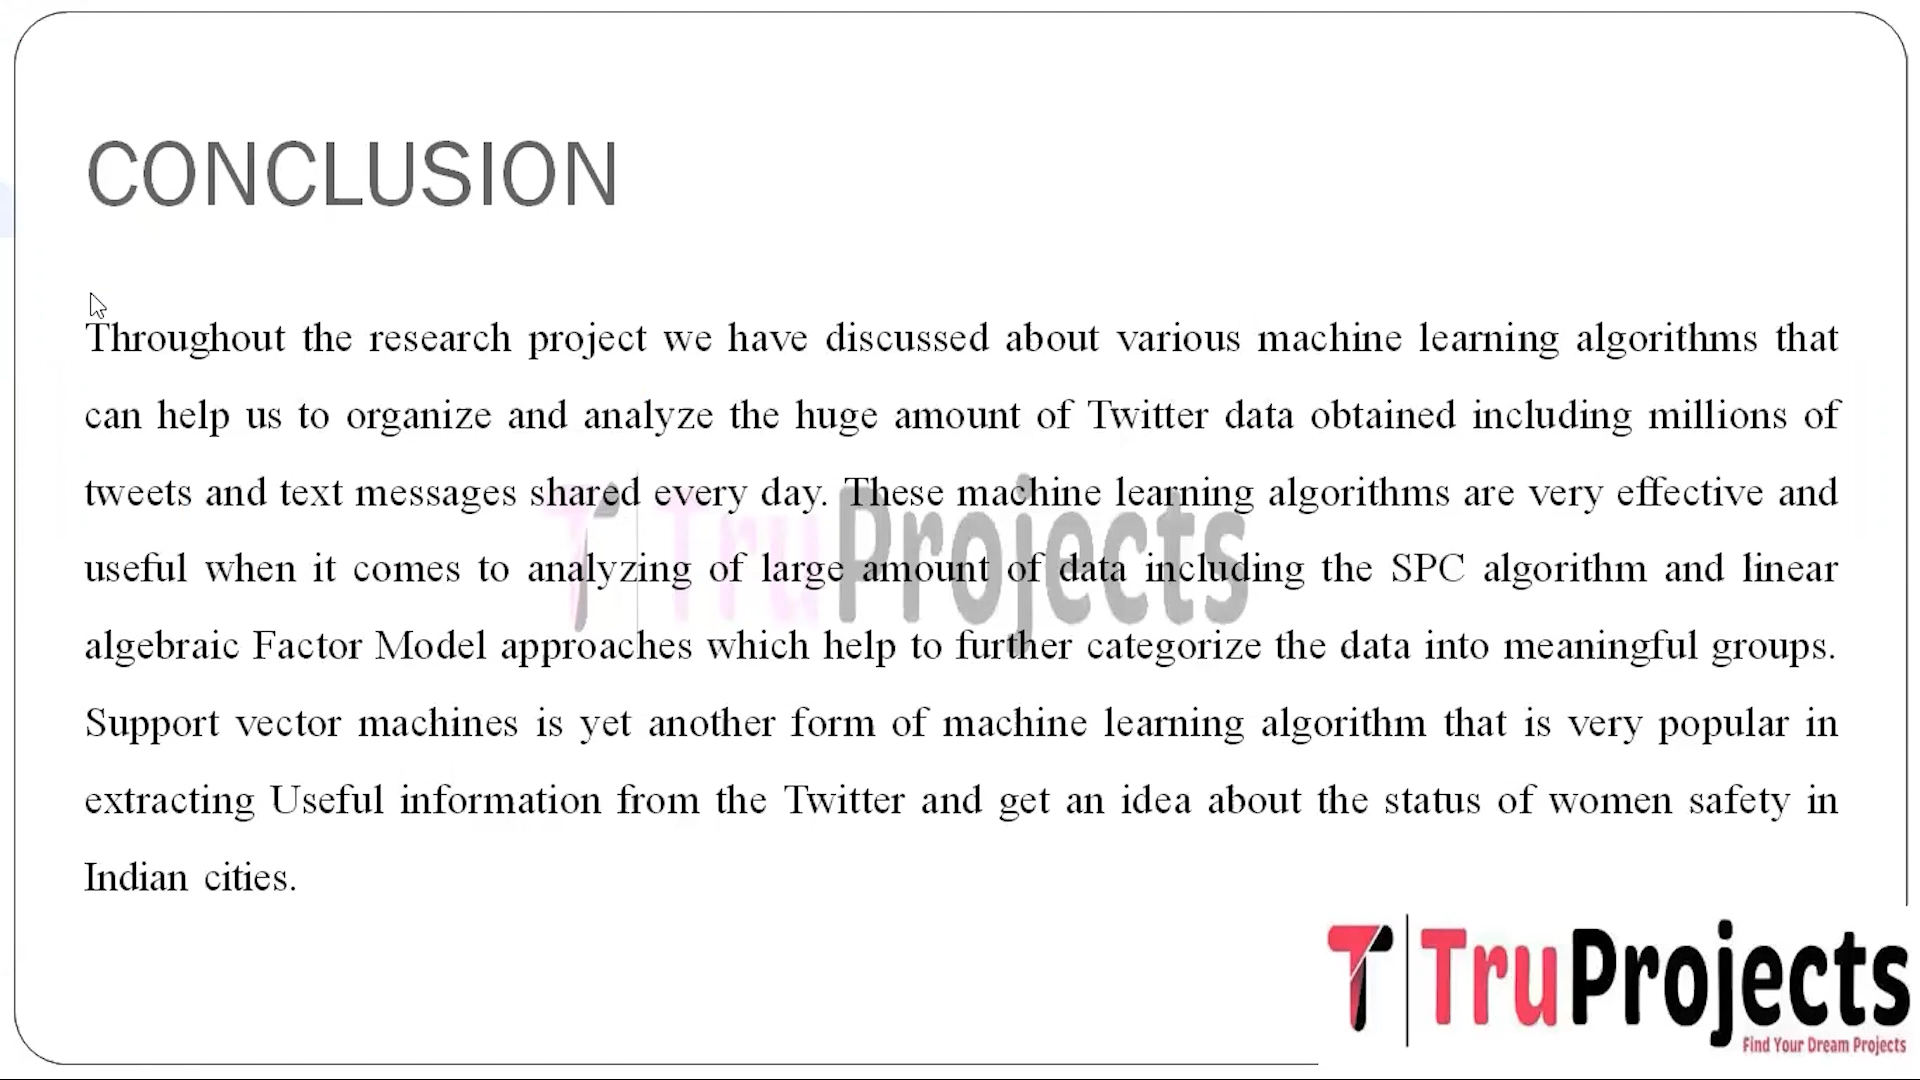 CONCLUSION
Throughout the research project we have discussed about various machine learning algorithms that
can help us to organize and analyze the huge amount of Twitter data obtained including millions of
tweets and text messages shared every day. These machine learning algorithms are very effective and
useful when it comes to analyzing of large amount of data including the SPC algorithm and linear
algebraic Factor Model approaches which help to further categorize the data into meaningful groups.
Support vector machines is yet another form of machine learning algorithm that is very popular in
extracting Useful information from the Twitter and get an idea about the status of women safety in
Indian cities.
TruProjects
TruProjects
Find Your Dream Projects